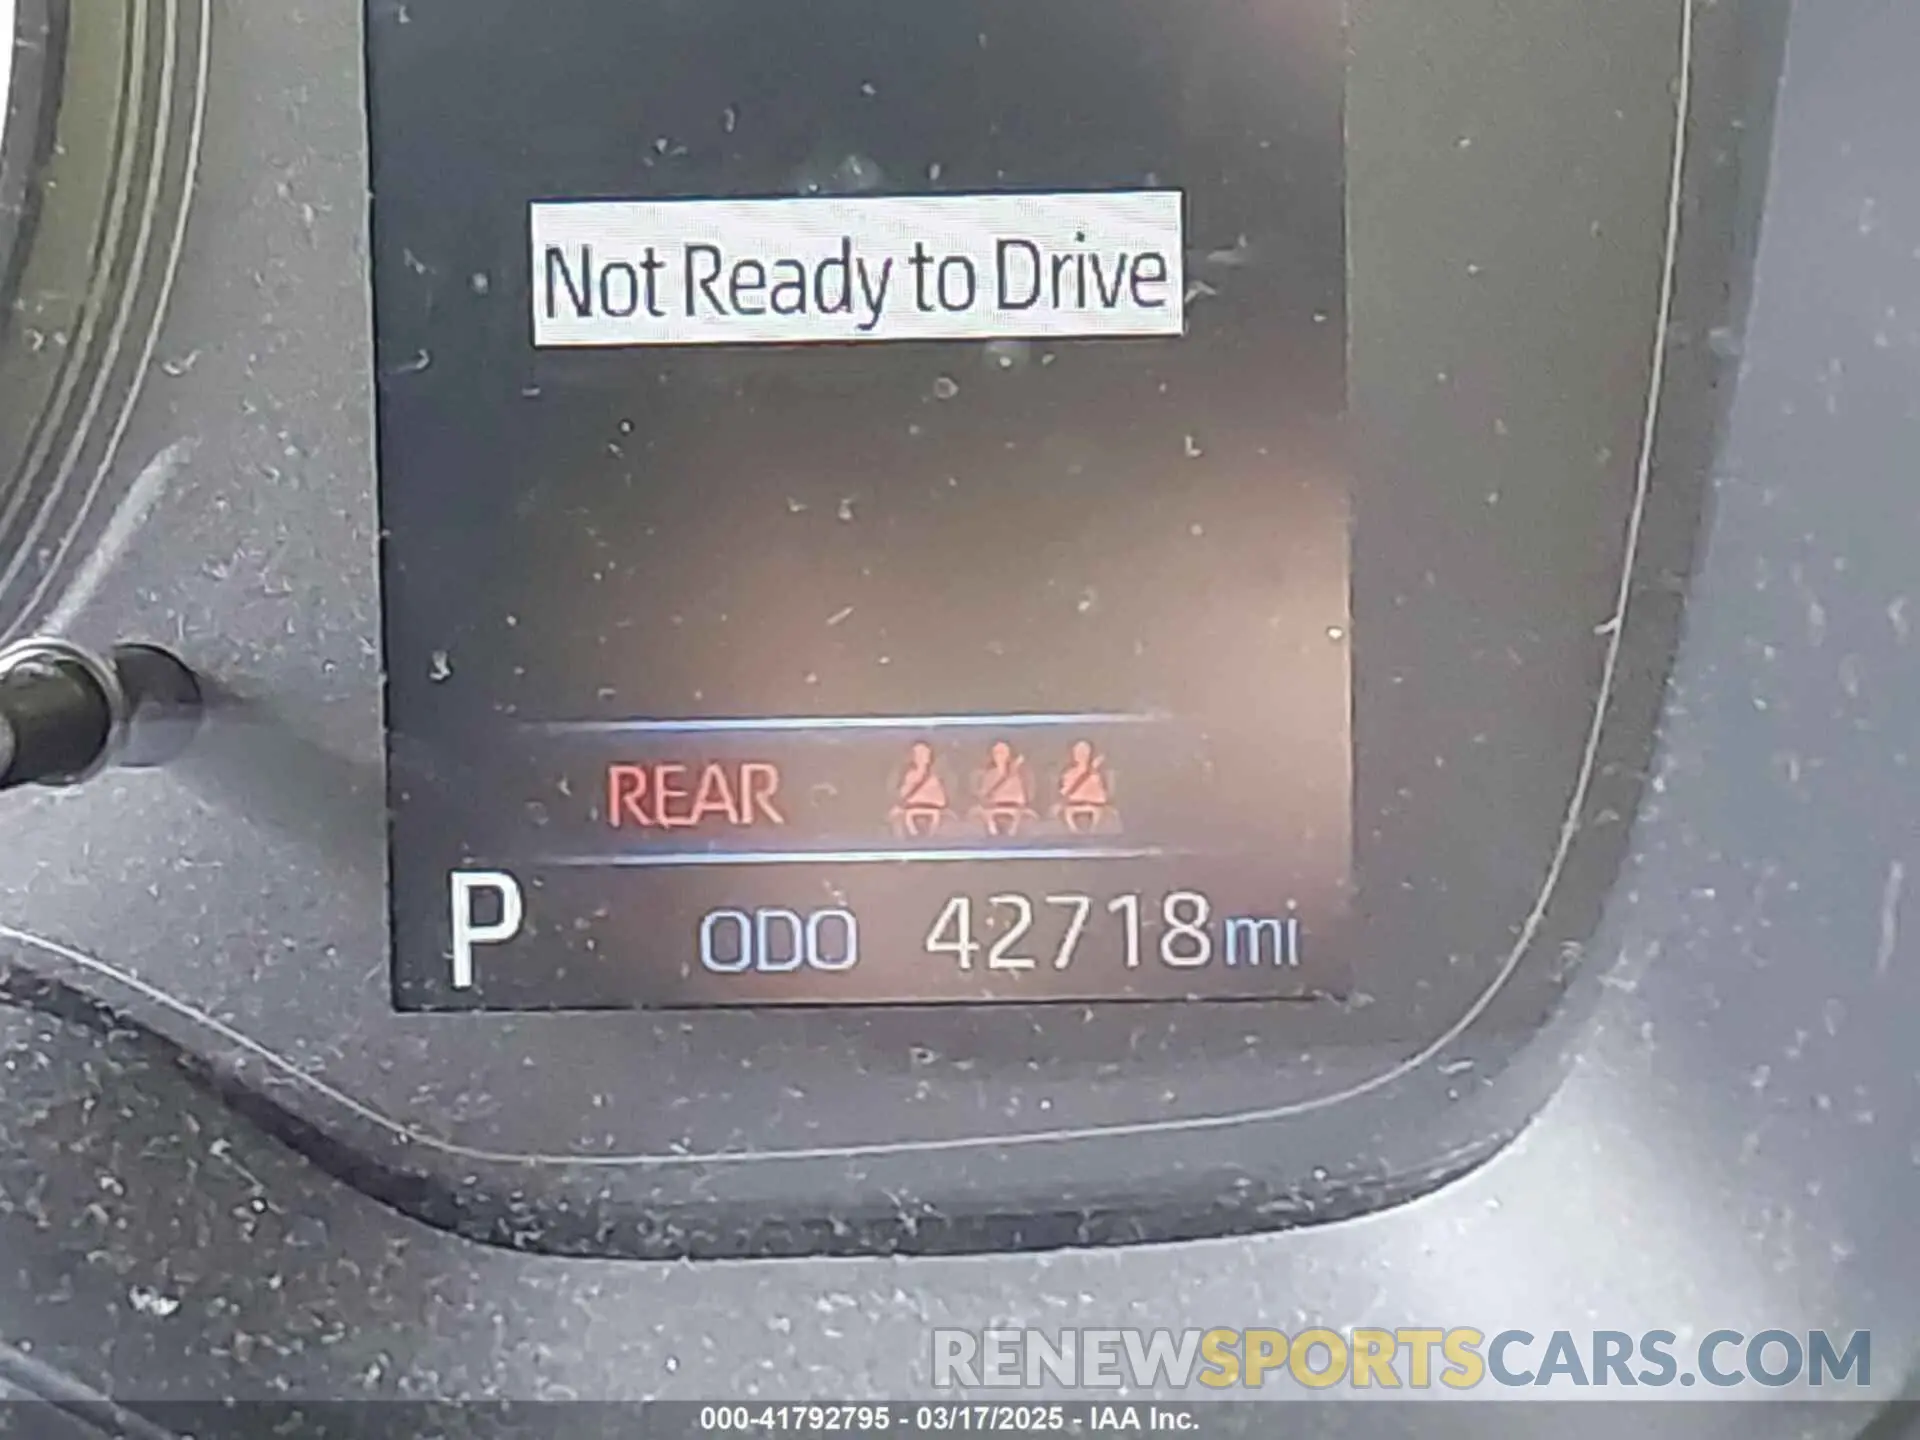 Not Ready to Drive
REAR
P ODO 42718mi
RENEWSPORTSCARS.COM
000-41792795 - 03/17/2025 - IAA Inc.